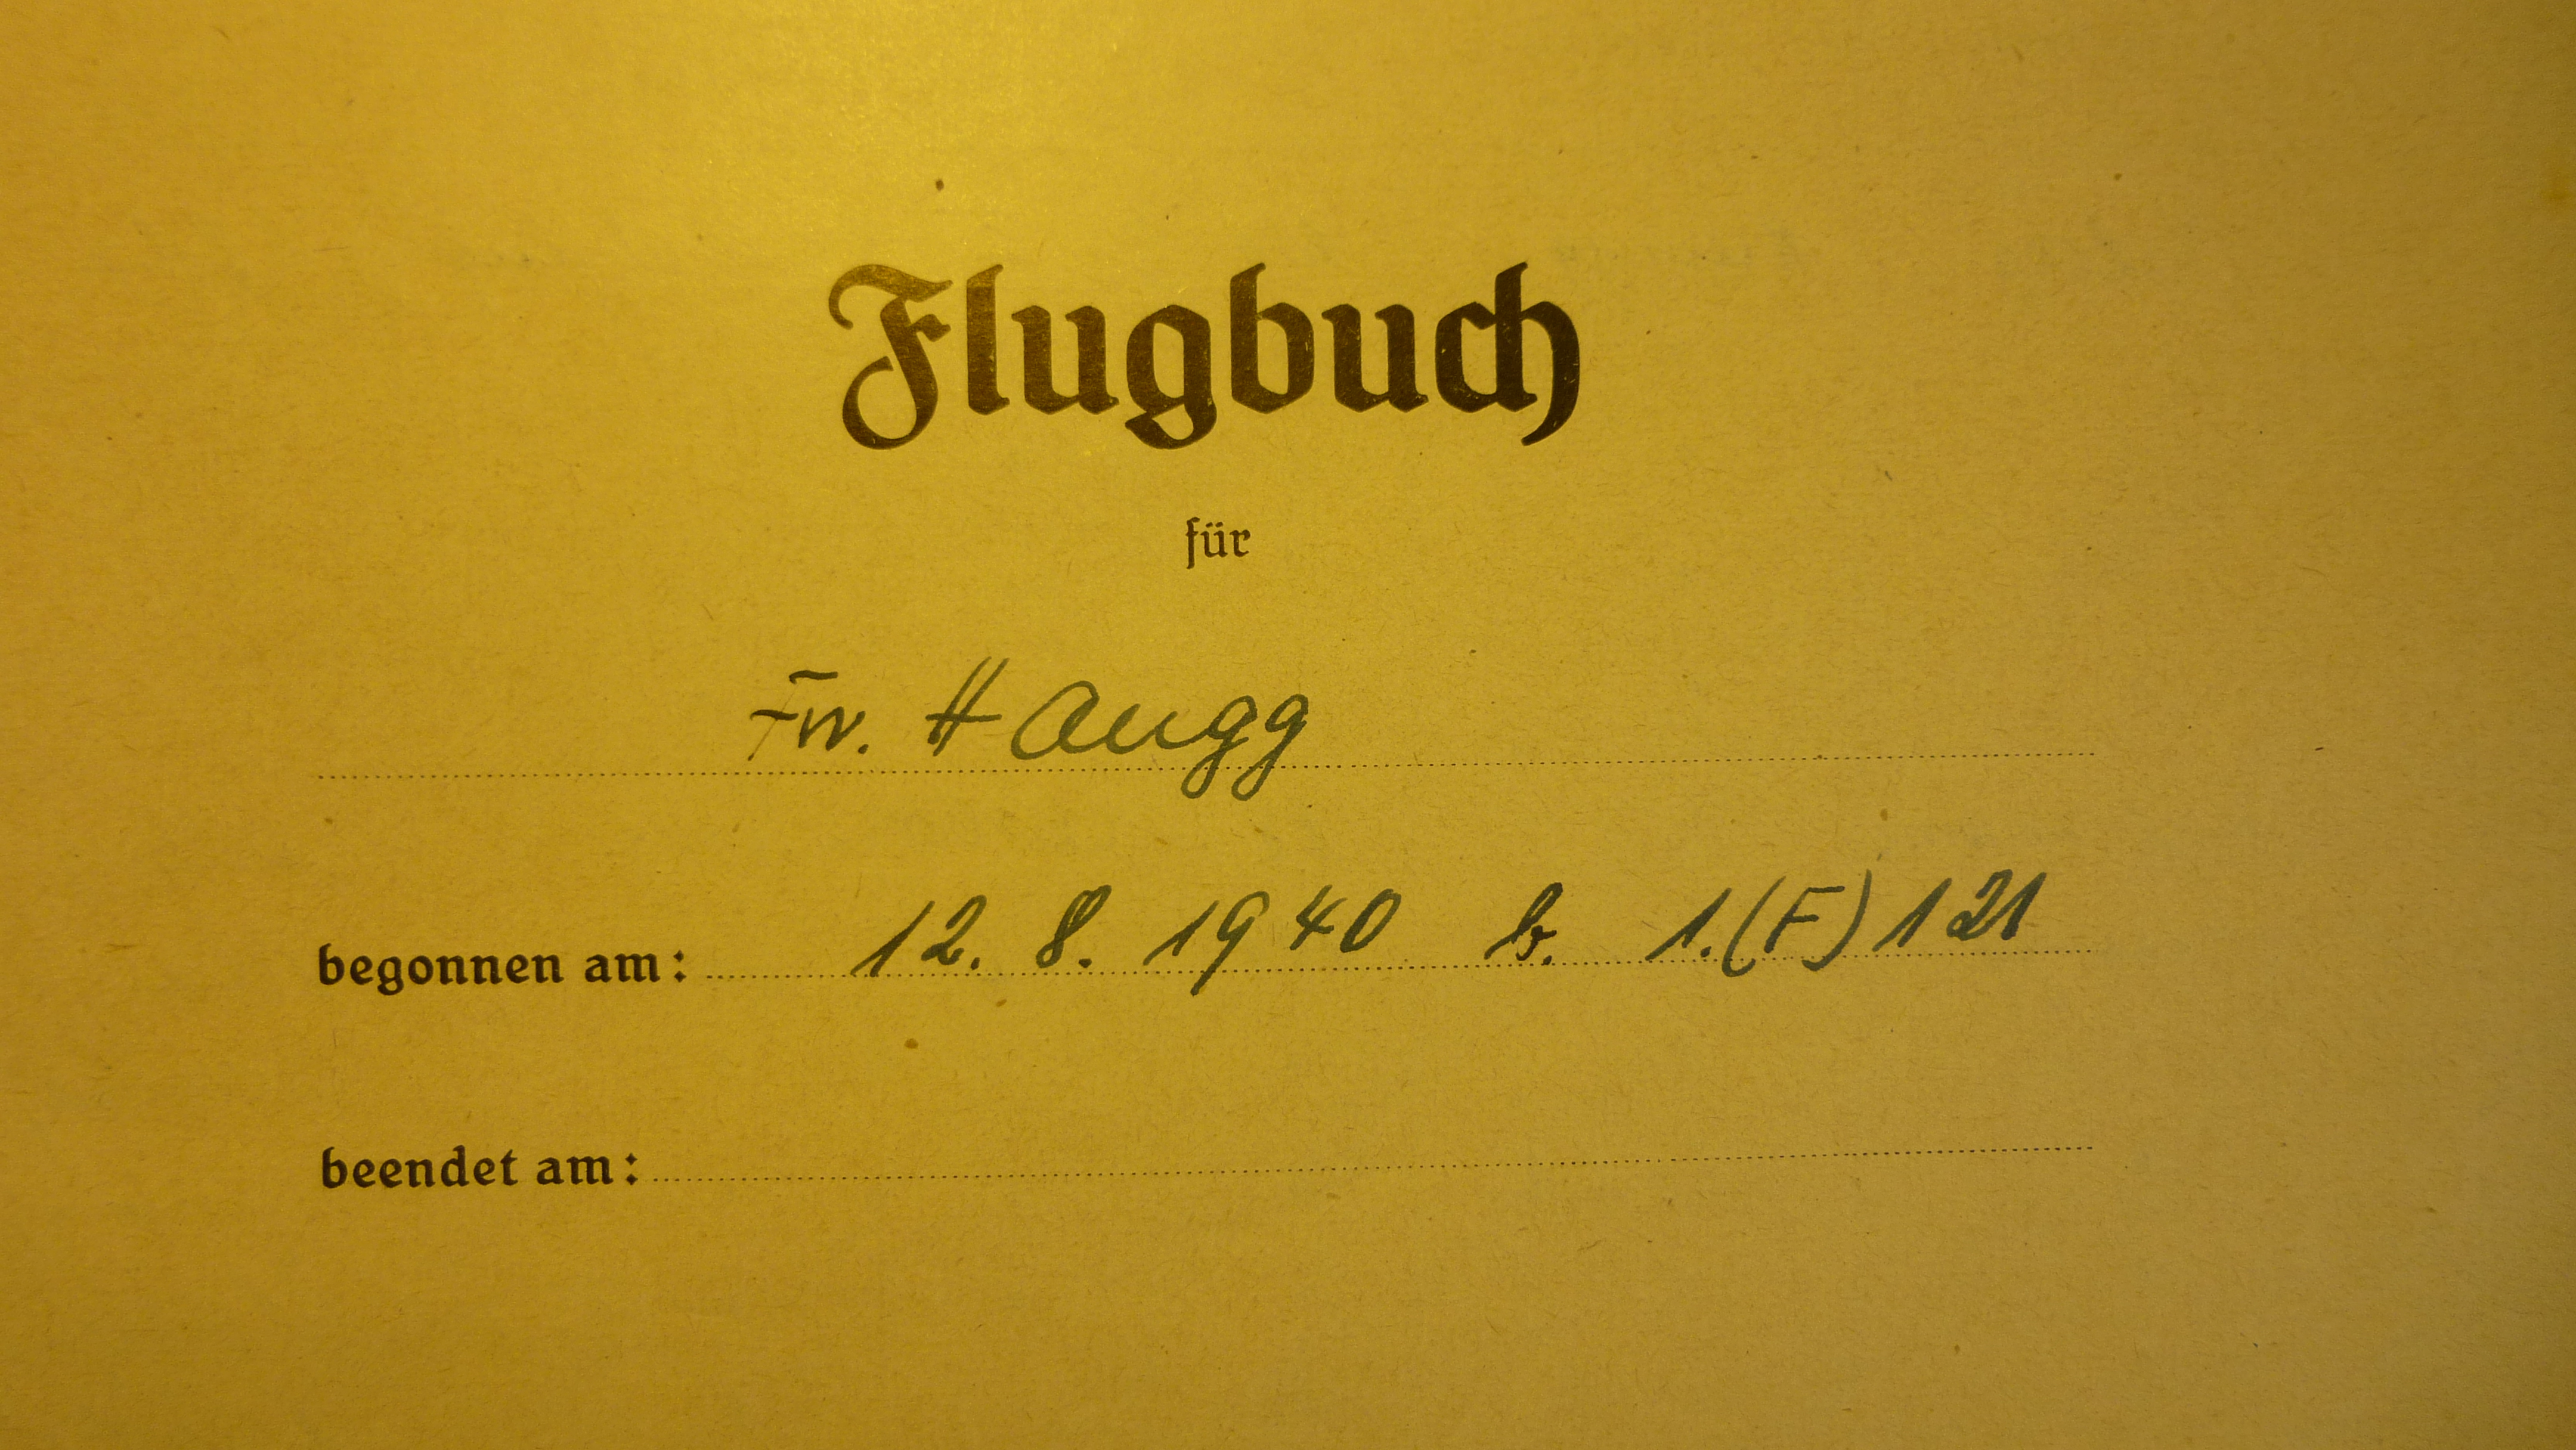 Flugbuch
für
Fw. Haugg
begonnen am: 12. 8. 1940 b. 1.(F) 121
beendet am: